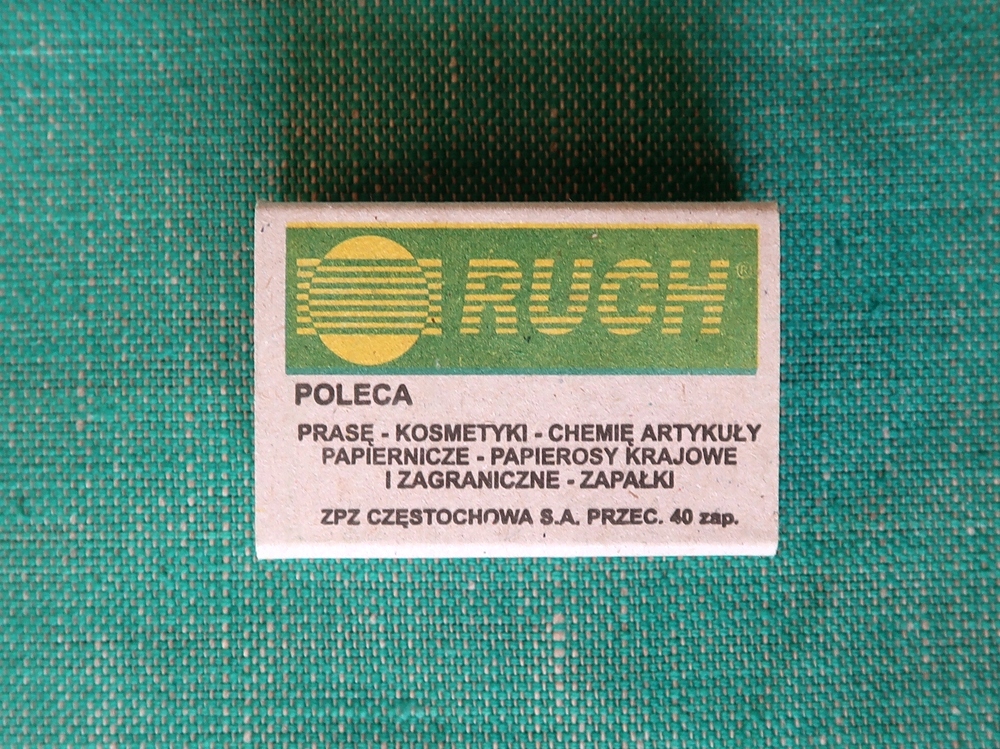 RUCH ®
POLECA
PRASĘ - KOSMETYKI - CHEMIĘ ARTYKUŁY
PAPIERNICZE - PAPIEROSY KRAJOWE
I ZAGRANICZNE - ZAPAŁKI
ZPZ CZĘSTOCHOWA S.A. PRZEC. 40 zap.